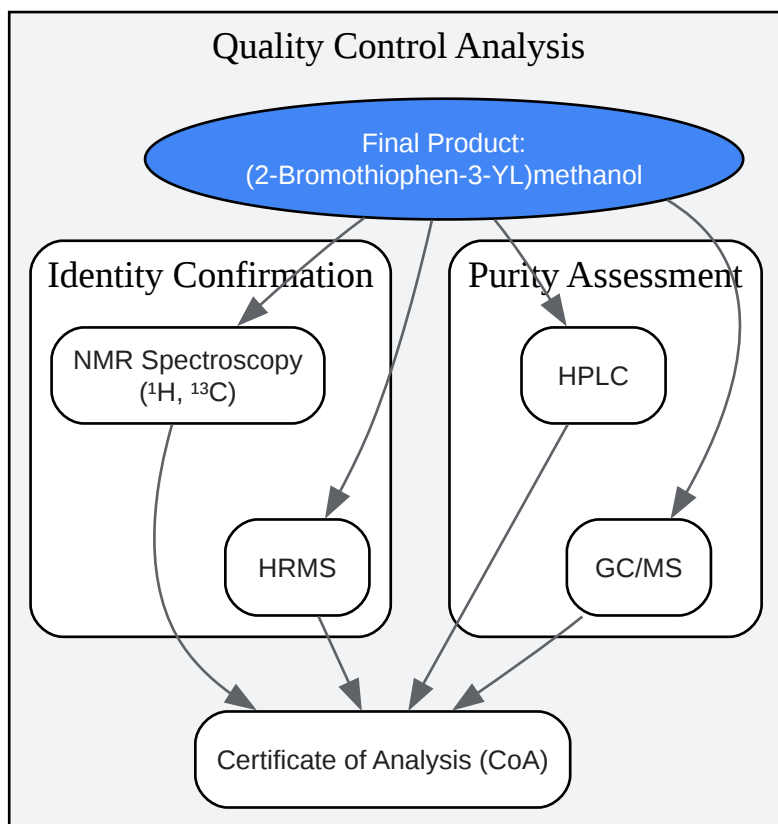 Quality Control Analysis
Final Product:
(2-Bromothiophen-3-YL)methanol
Identity Confirmation
Purity Assessment
NMR Spectroscopy
(¹H, ¹³C)
HPLC
HRMS
GC/MS
Certificate of Analysis (CoA)